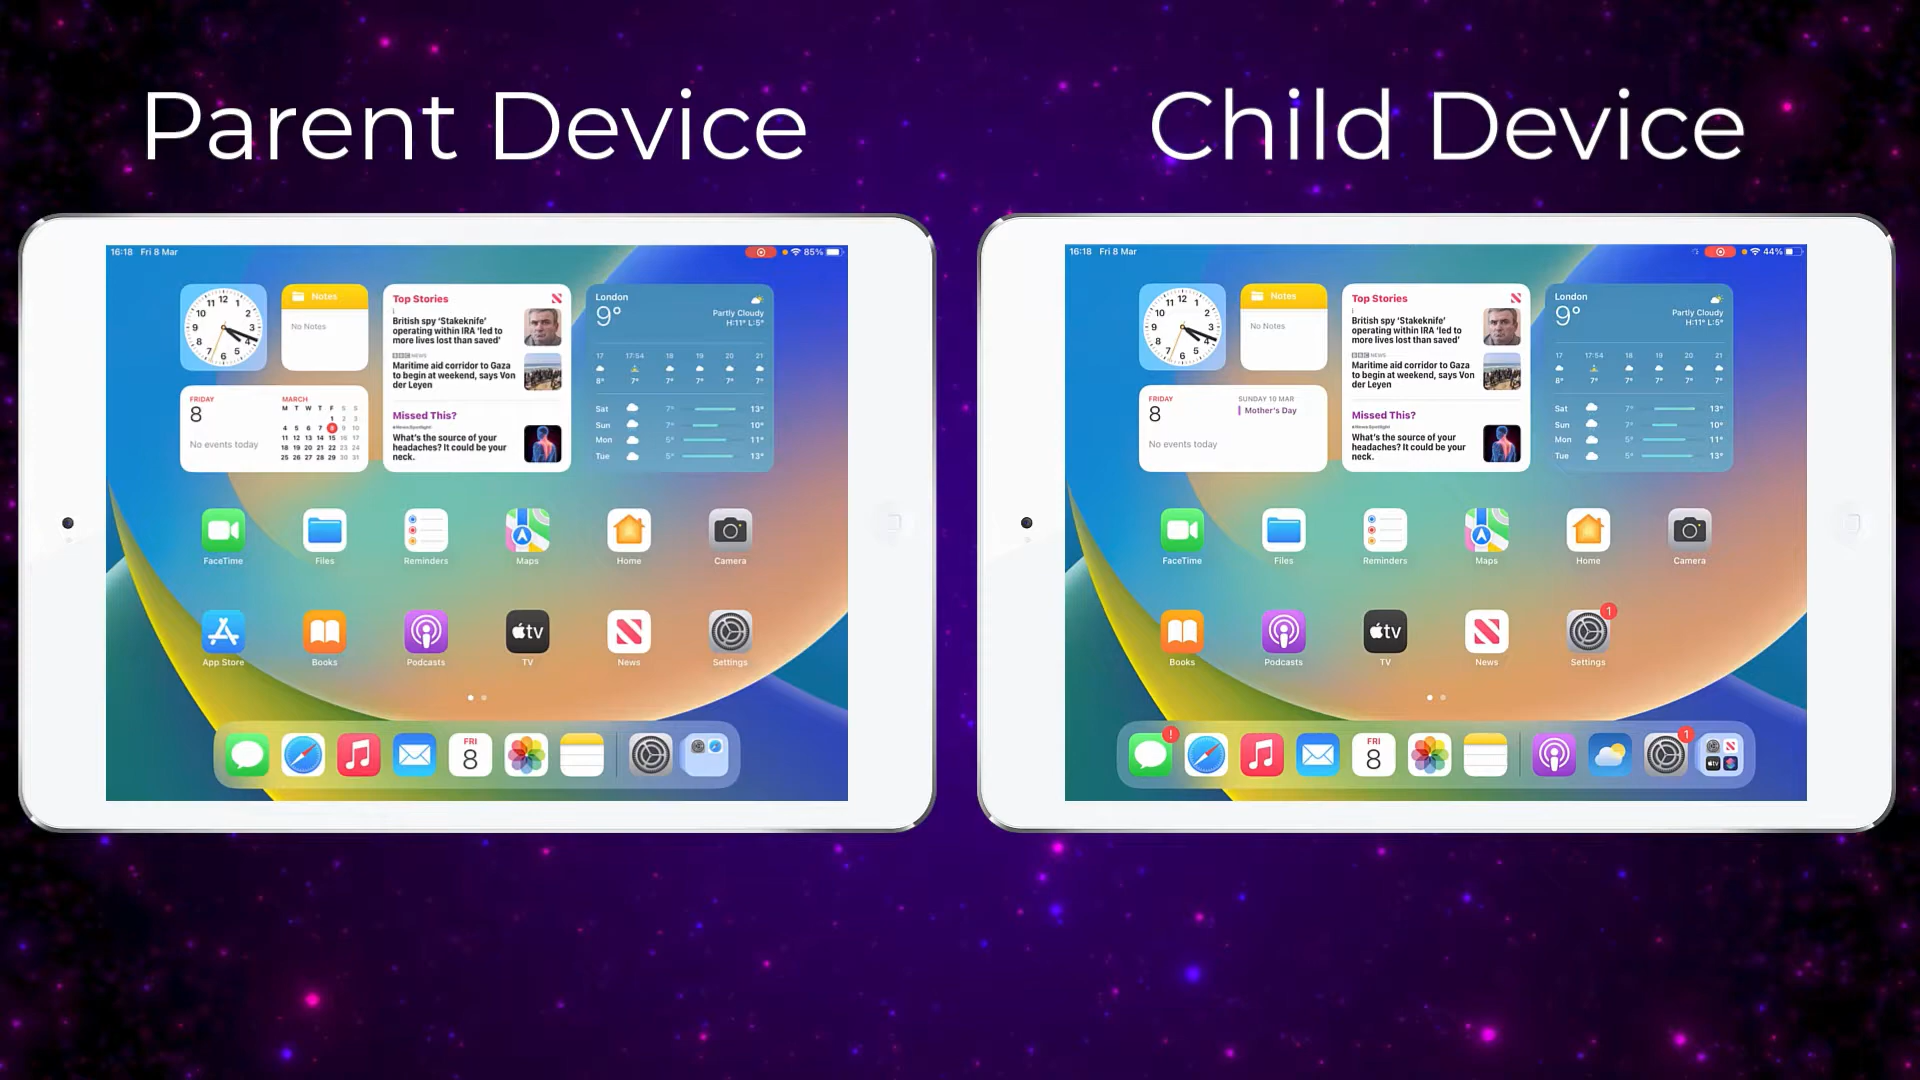 Parent Device
Child Device
16:18 Fri 8 Mar
85%
Notes
No Notes
Top Stories
British spy ‘Stakeknife’
operating within IRA ‘led to
more lives lost than saved’
BBC NEWS
Maritime aid corridor to Gaza
to begin at weekend, says Von
der Leyen
Missed This?
What’s the source of your
headaches? It could be your
neck.
London
9°
Partly Cloudy
H:11° L:5°
17 17:54 18 19 20 21
8° 7° 7° 7° 7° 7°
Sat 7° 13°
Sun 7° 10°
Mon 5° 11°
Tue 5° 13°
FRIDAY
8
No events today
MARCH
M T W T F S S
1 2 3
4 5 6 7 8 9 10
11 12 13 14 15 16 17
18 19 20 21 22 23 24
25 26 27 28 29 30 31
FaceTime
Files
Reminders
Maps
Home
Camera
App Store
Books
Podcasts
tv
TV
News
Settings
FRI
8
16:18 Fri 8 Mar
44%
Notes
No Notes
Top Stories
British spy ‘Stakeknife’
operating within IRA ‘led to
more lives lost than saved’
BBC NEWS
Maritime aid corridor to Gaza
to begin at weekend, says Von
der Leyen
Missed This?
What’s the source of your
headaches? It could be your
neck.
London
9°
Partly Cloudy
H:11° L:5°
17 17:54 18 19 20 21
8° 7° 7° 7° 7° 7°
Sat 7° 13°
Sun 7° 10°
Mon 5° 11°
Tue 5° 13°
FRIDAY
8
No events today
SUNDAY 10 MAR
Mother's Day
FaceTime
Files
Reminders
Maps
Home
Camera
Books
Podcasts
tv
TV
News
1
Settings
!
FRI
8
1